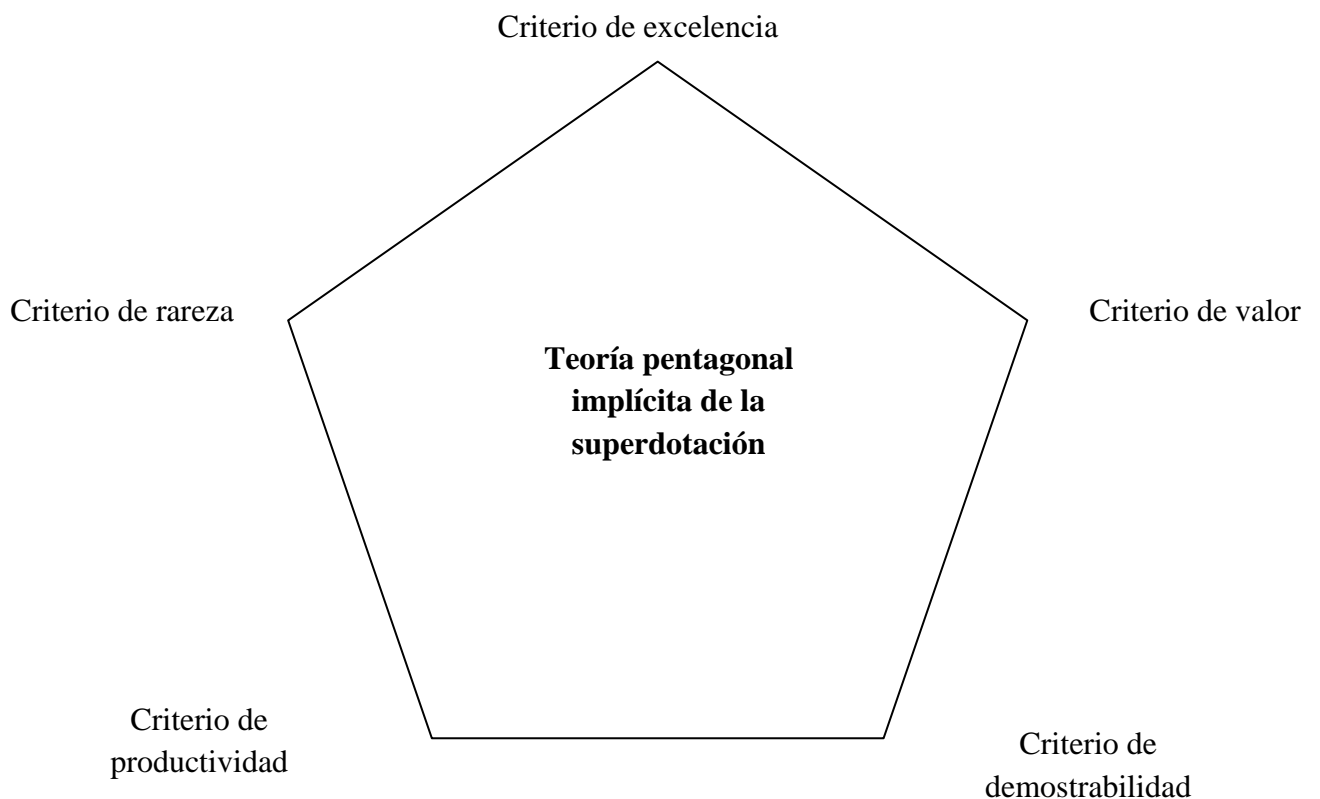 Criterio de excelencia
Criterio de rareza
Criterio de valor
Teoría pentagonal
implícita de la
superdotación
Criterio de
productividad
Criterio de
demostrabilidad